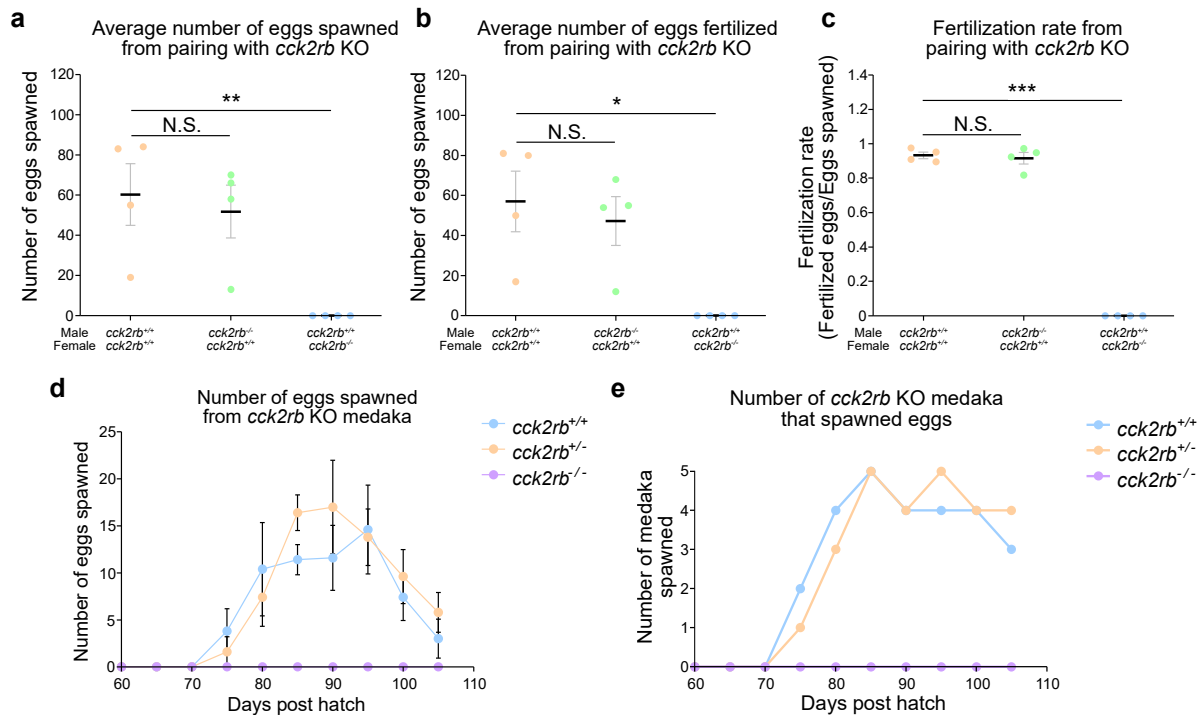 a
Average number of eggs spawned
from pairing with cck2rb KO
Number of eggs spawned
120
100
80
60
40
20
0
**
N.S.
Male cck2rb+/+ cck2rb-/- cck2rb+/+
Female cck2rb+/+ cck2rb+/+ cck2rb-/-
b
Average number of eggs fertilized
from pairing with cck2rb KO
Number of eggs spawned
120
100
80
60
40
20
0
*
N.S.
Male cck2rb+/+ cck2rb-/- cck2rb+/+
Female cck2rb+/+ cck2rb+/+ cck2rb-/-
c
Fertilization rate from
pairing with cck2rb KO
Fertilization rate
(Fertilized eggs/Eggs spawned)
1.4
1.2
1
0.8
0.6
0.4
0.2
0
***
N.S.
Male cck2rb+/+ cck2rb-/- cck2rb+/+
Female cck2rb+/+ cck2rb+/+ cck2rb-/-
d
Number of eggs spawned
from cck2rb KO medaka
Number of eggs spawned
25
20
15
10
5
0
60 70 80 90 100 110
Days post hatch
cck2rb+/+
cck2rb+/-
cck2rb-/-
e
Number of cck2rb KO medaka
that spawned eggs
Number of medaka
spawned
5
4
3
2
1
0
60 70 80 90 100 110
Days post hatch
cck2rb+/+
cck2rb+/-
cck2rb-/-